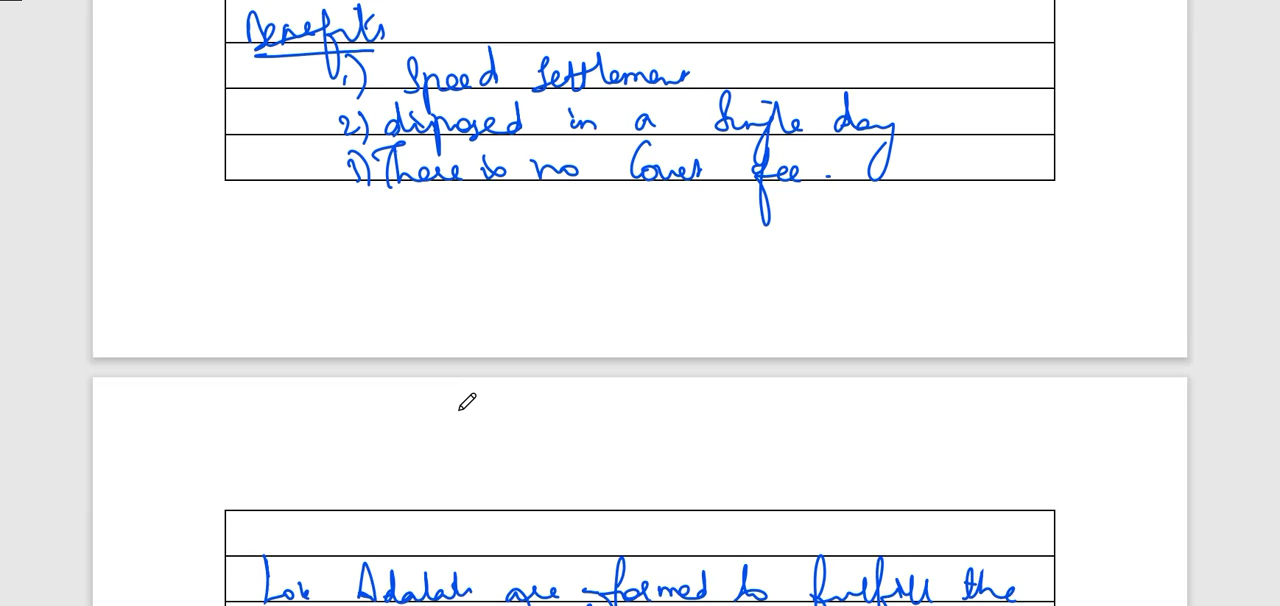 Benefits
1.) Speed Settlement
2) disposed in a Single day
3) There is no Court fee.
Lok Adalat are formed to fulfill the